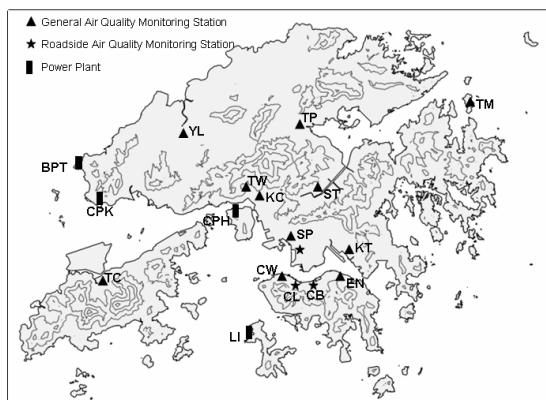 General Air Quality Monitoring Station
Roadside Air Quality Monitoring Station
Power Plant
TM
TP
YL
BPT
TW
ST
KC
CPK
CPH
SP
KT
CW
EN
TC
CL
CB
LI